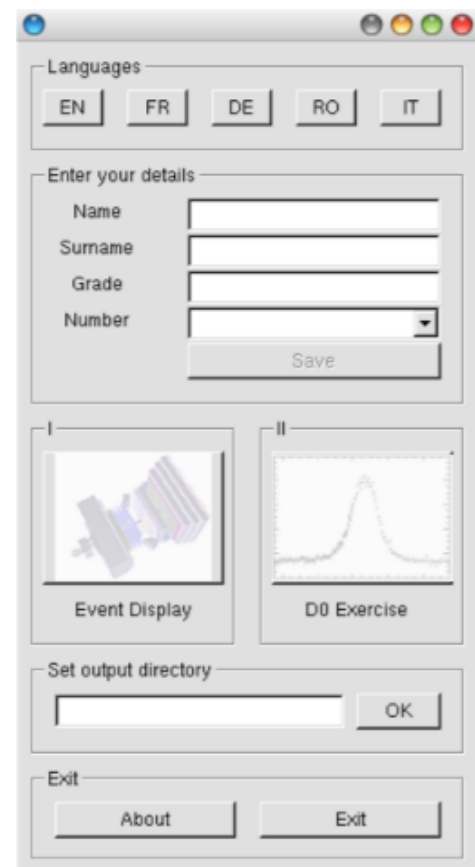 Languages
EN FR DE RO IT
Enter your details
Name
Surname
Grade
Number
Save
I
Event Display
II
D0 Exercise
Set output directory
OK
Exit
About Exit